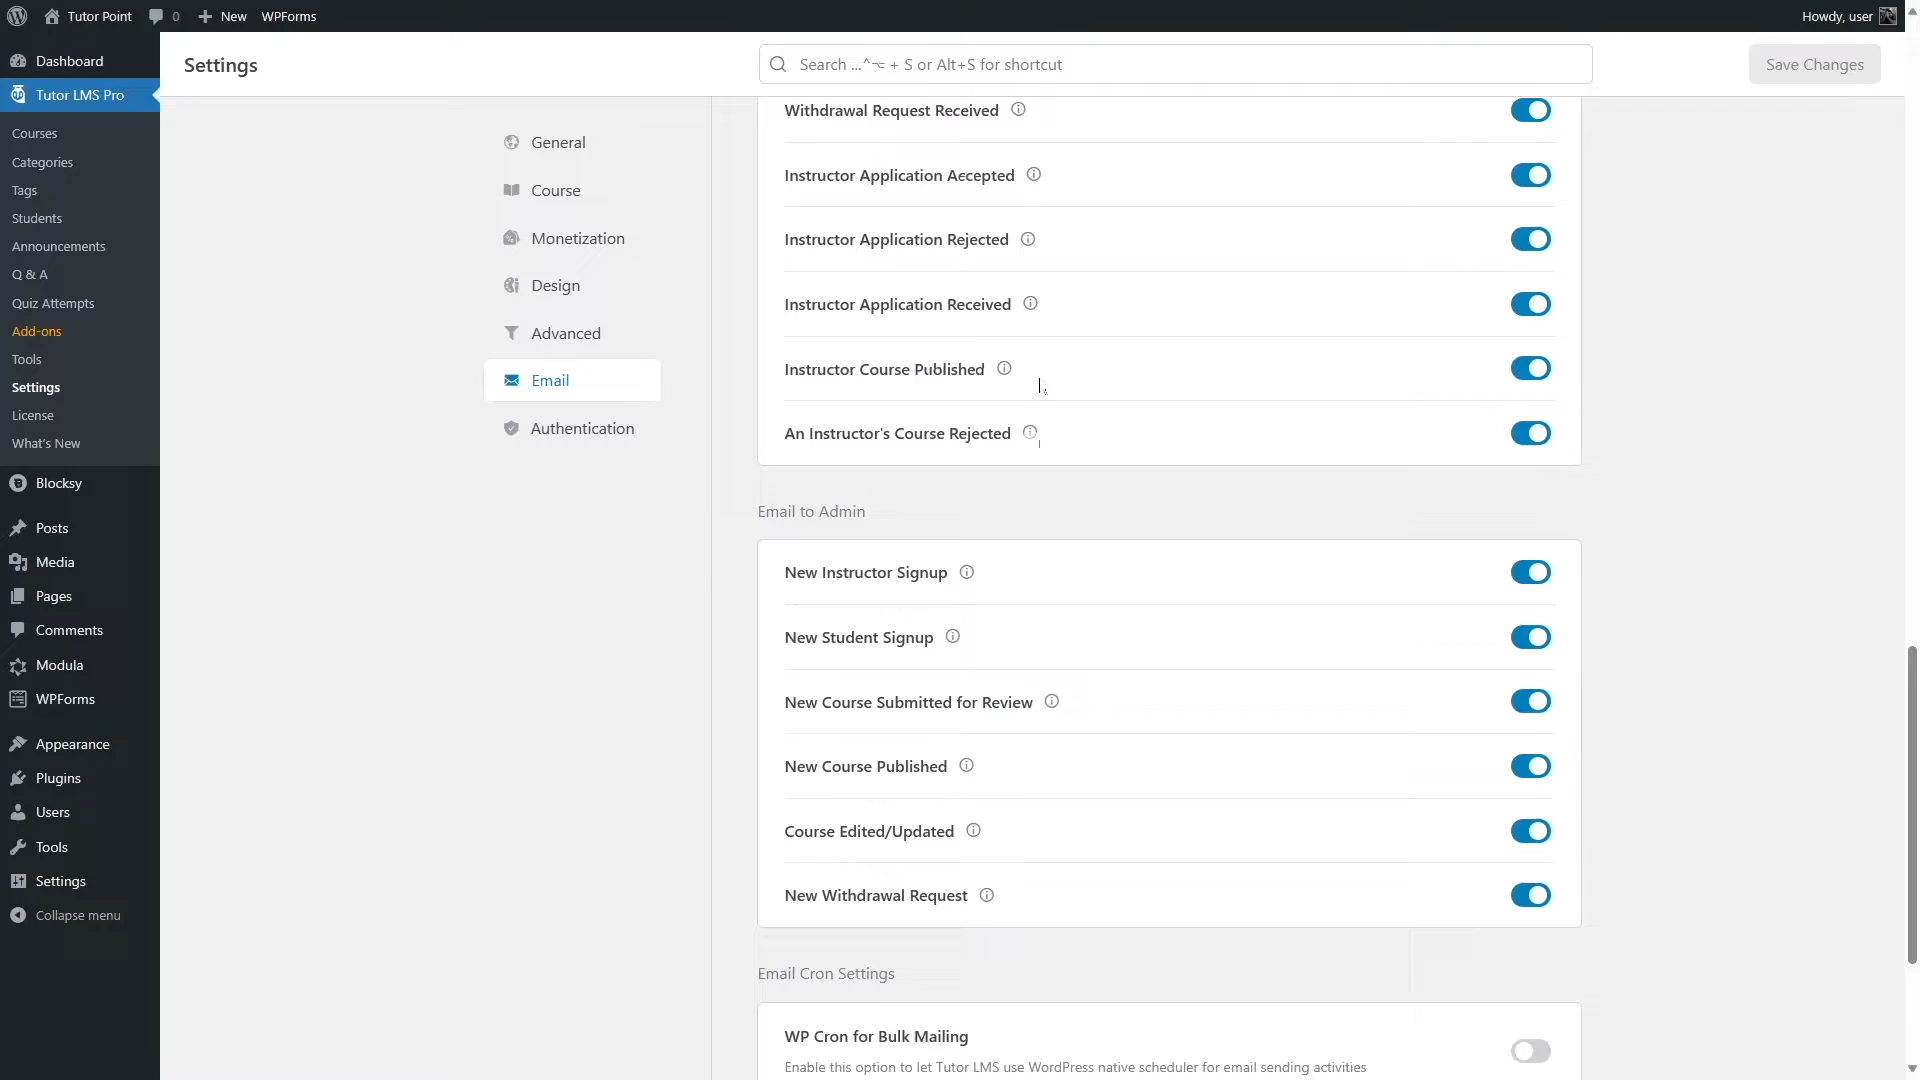 Tutor Point
0
New
WPForms
Howdy, user
Dashboard
Tutor LMS Pro
Courses
Categories
Tags
Students
Announcements
Q & A
Quiz Attempts
Add-ons
Tools
Settings
License
What's New
Blocksy
Posts
Media
Pages
Comments
Modula
WPForms
Appearance
Plugins
Users
Tools
Settings
Collapse menu
Settings
Search ...^⌥ + S or Alt+S for shortcut
Save Changes
General
Course
Monetization
Design
Advanced
Email
Authentication
Withdrawal Request Received
Instructor Application Accepted
Instructor Application Rejected
Instructor Application Received
Instructor Course Published
An Instructor's Course Rejected
Email to Admin
New Instructor Signup
New Student Signup
New Course Submitted for Review
New Course Published
Course Edited/Updated
New Withdrawal Request
Email Cron Settings
WP Cron for Bulk Mailing
Enable this option to let Tutor LMS use WordPress native scheduler for email sending activities